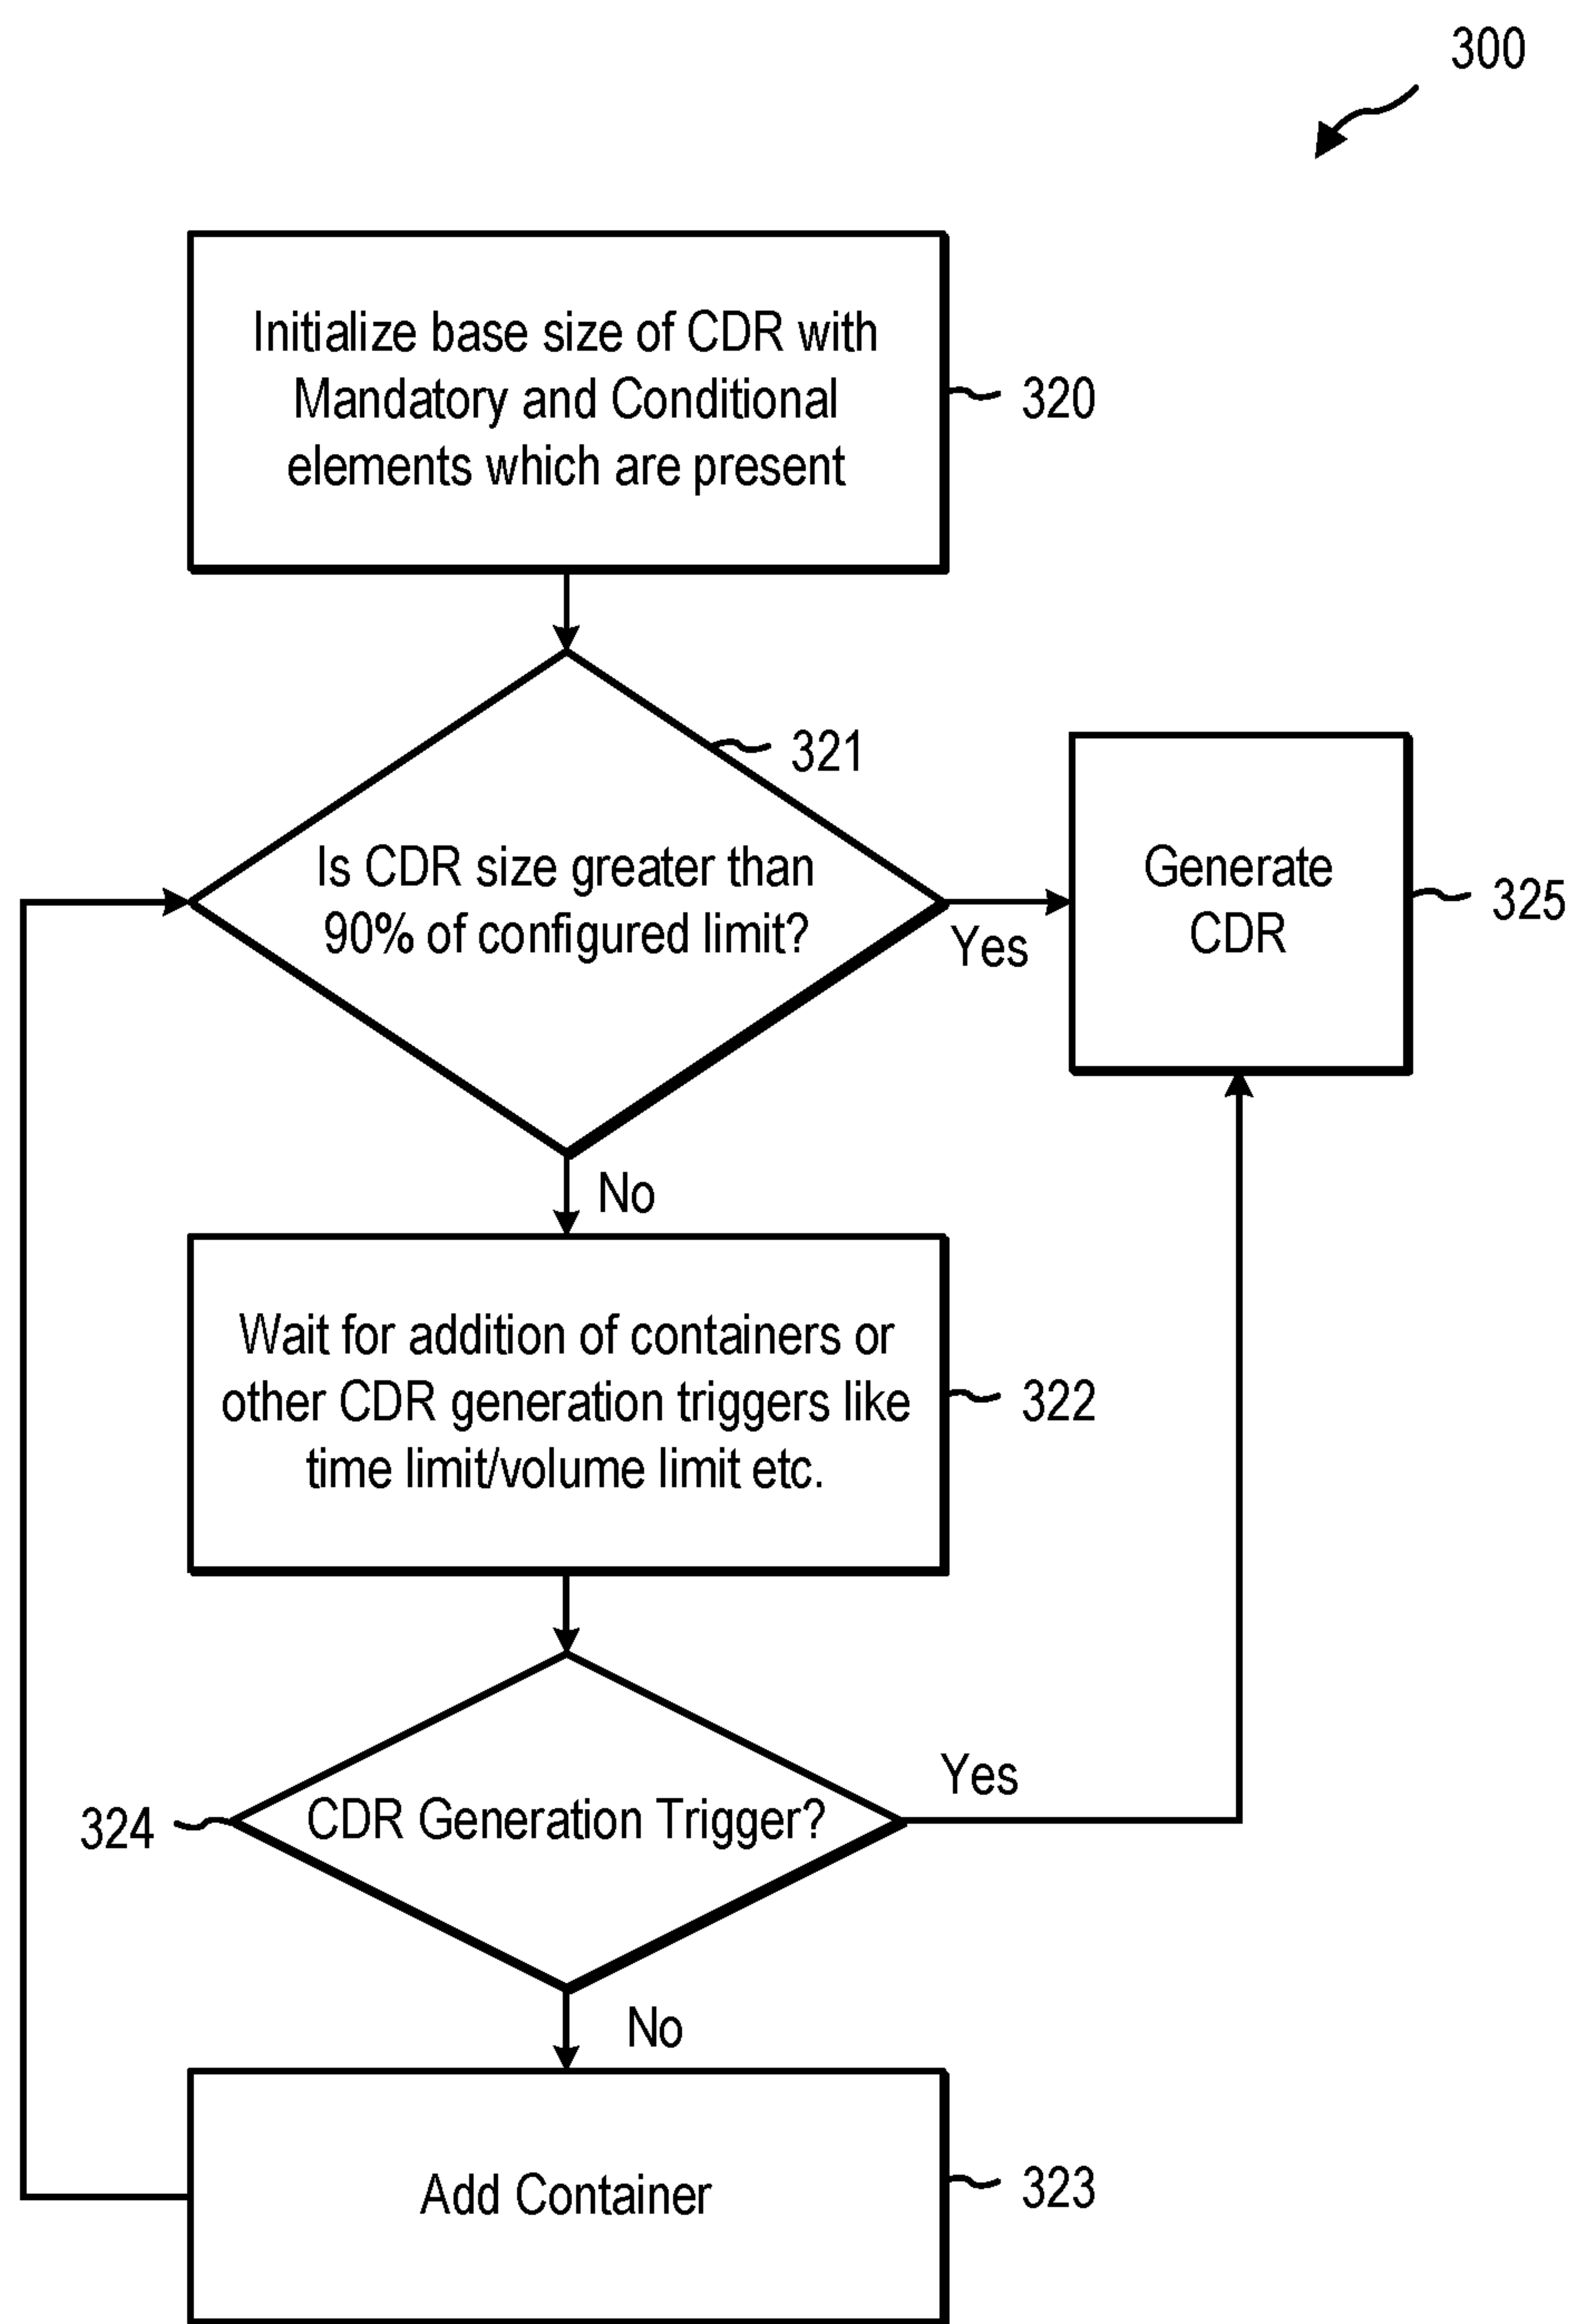 300
Initialize base size of CDR with
Mandatory and Conditional
elements which are present
320
321
Is CDR size greater than
90% of configured limit?
Yes
Generate
CDR
325
No
Wait for addition of containers or
other CDR generation triggers like
time limit/volume limit etc.
322
324
CDR Generation Trigger?
Yes
No
Add Container
323